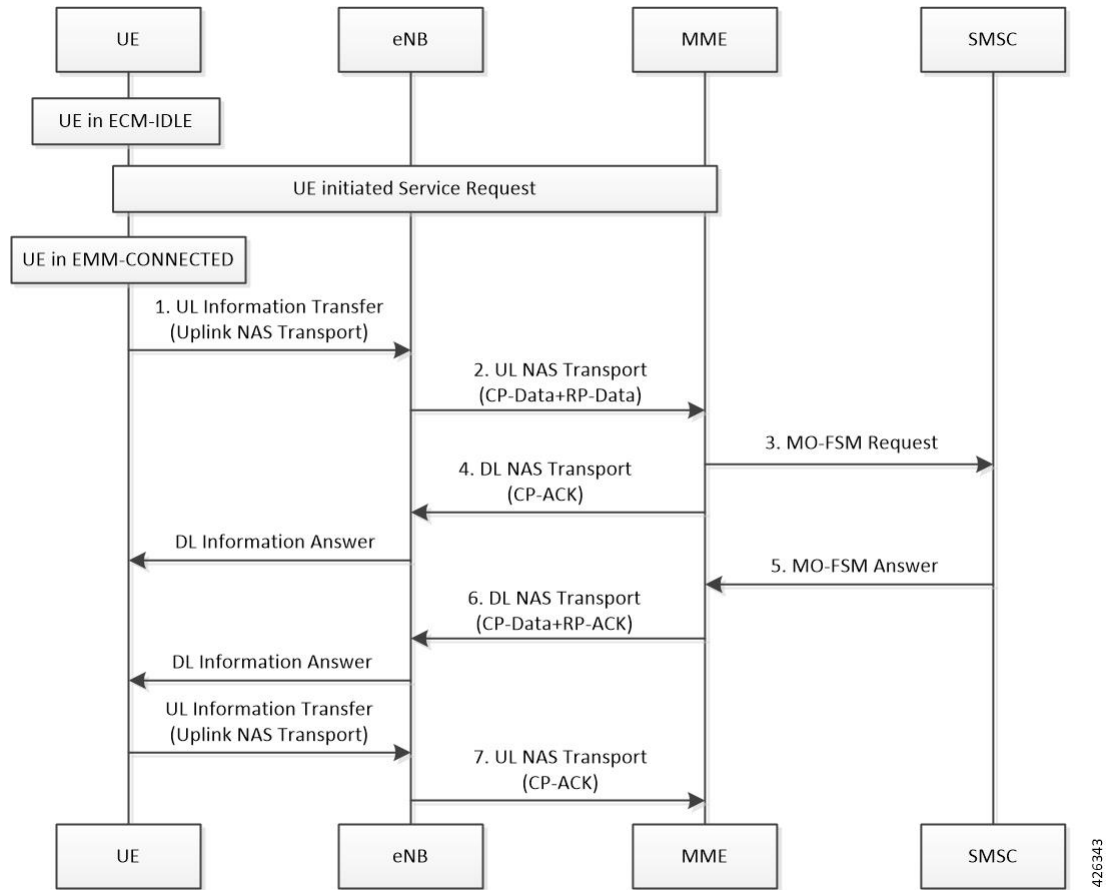 UE
eNB
MME
SMSC
UE in ECM-IDLE
UE initiated Service Request
UE in EMM-CONNECTED
1. UL Information Transfer
(Uplink NAS Transport)
2. UL NAS Transport
(CP-Data+RP-Data)
3. MO-FSM Request
4. DL NAS Transport
(CP-ACK)
DL Information Answer
5. MO-FSM Answer
6. DL NAS Transport
(CP-Data+RP-ACK)
DL Information Answer
UL Information Transfer
(Uplink NAS Transport)
7. UL NAS Transport
(CP-ACK)
UE
eNB
MME
SMSC
426343